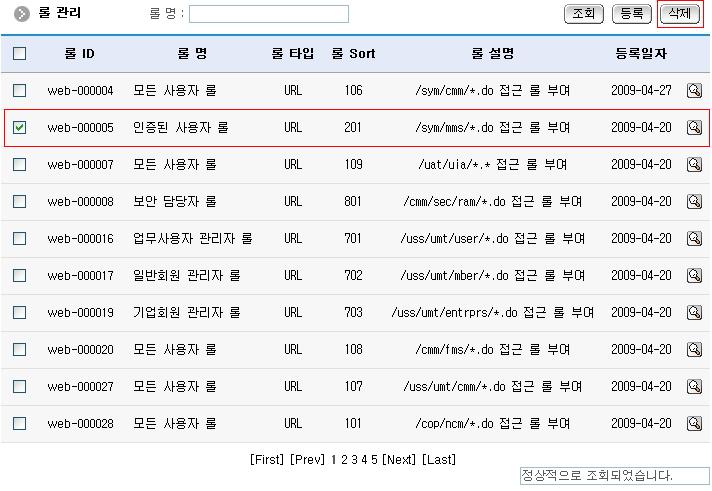 롤 관리 롤 명 : 조회 등록 삭제
롤 ID 롤 명 롤 타입 롤 Sort 롤 설명 등록일자
web-000004 모든 사용자 롤 URL 106 /sym/cmm/*.do 접근 롤 부여 2009-04-27
web-000005 인증된 사용자 롤 URL 201 /sym/mms/*.do 접근 롤 부여 2009-04-20
web-000007 모든 사용자 롤 URL 109 /uat/uia/*.* 접근 롤 부여 2009-04-20
web-000008 보안 담당자 롤 URL 801 /cmm/sec/ram/*.do 접근 롤 부여 2009-04-20
web-000016 업무사용자 관리자 롤 URL 701 /uss/umt/user/*.do 접근 롤 부여 2009-04-20
web-000017 일반회원 관리자 롤 URL 702 /uss/umt/mber/*.do 접근 롤 부여 2009-04-20
web-000019 기업회원 관리자 롤 URL 703 /uss/umt/entrprs/*.do 접근 롤 부여 2009-04-20
web-000020 모든 사용자 롤 URL 108 /cmm/fms/*.do 접근 롤 부여 2009-04-20
web-000027 모든 사용자 롤 URL 107 /uss/umt/cmm/*.do 접근 롤 부여 2009-04-20
web-000028 모든 사용자 롤 URL 101 /cop/ncm/*.do 접근 롤 부여 2009-04-20
[First] [Prev] 1 2 3 4 5 [Next] [Last]
정상적으로 조회되었습니다.